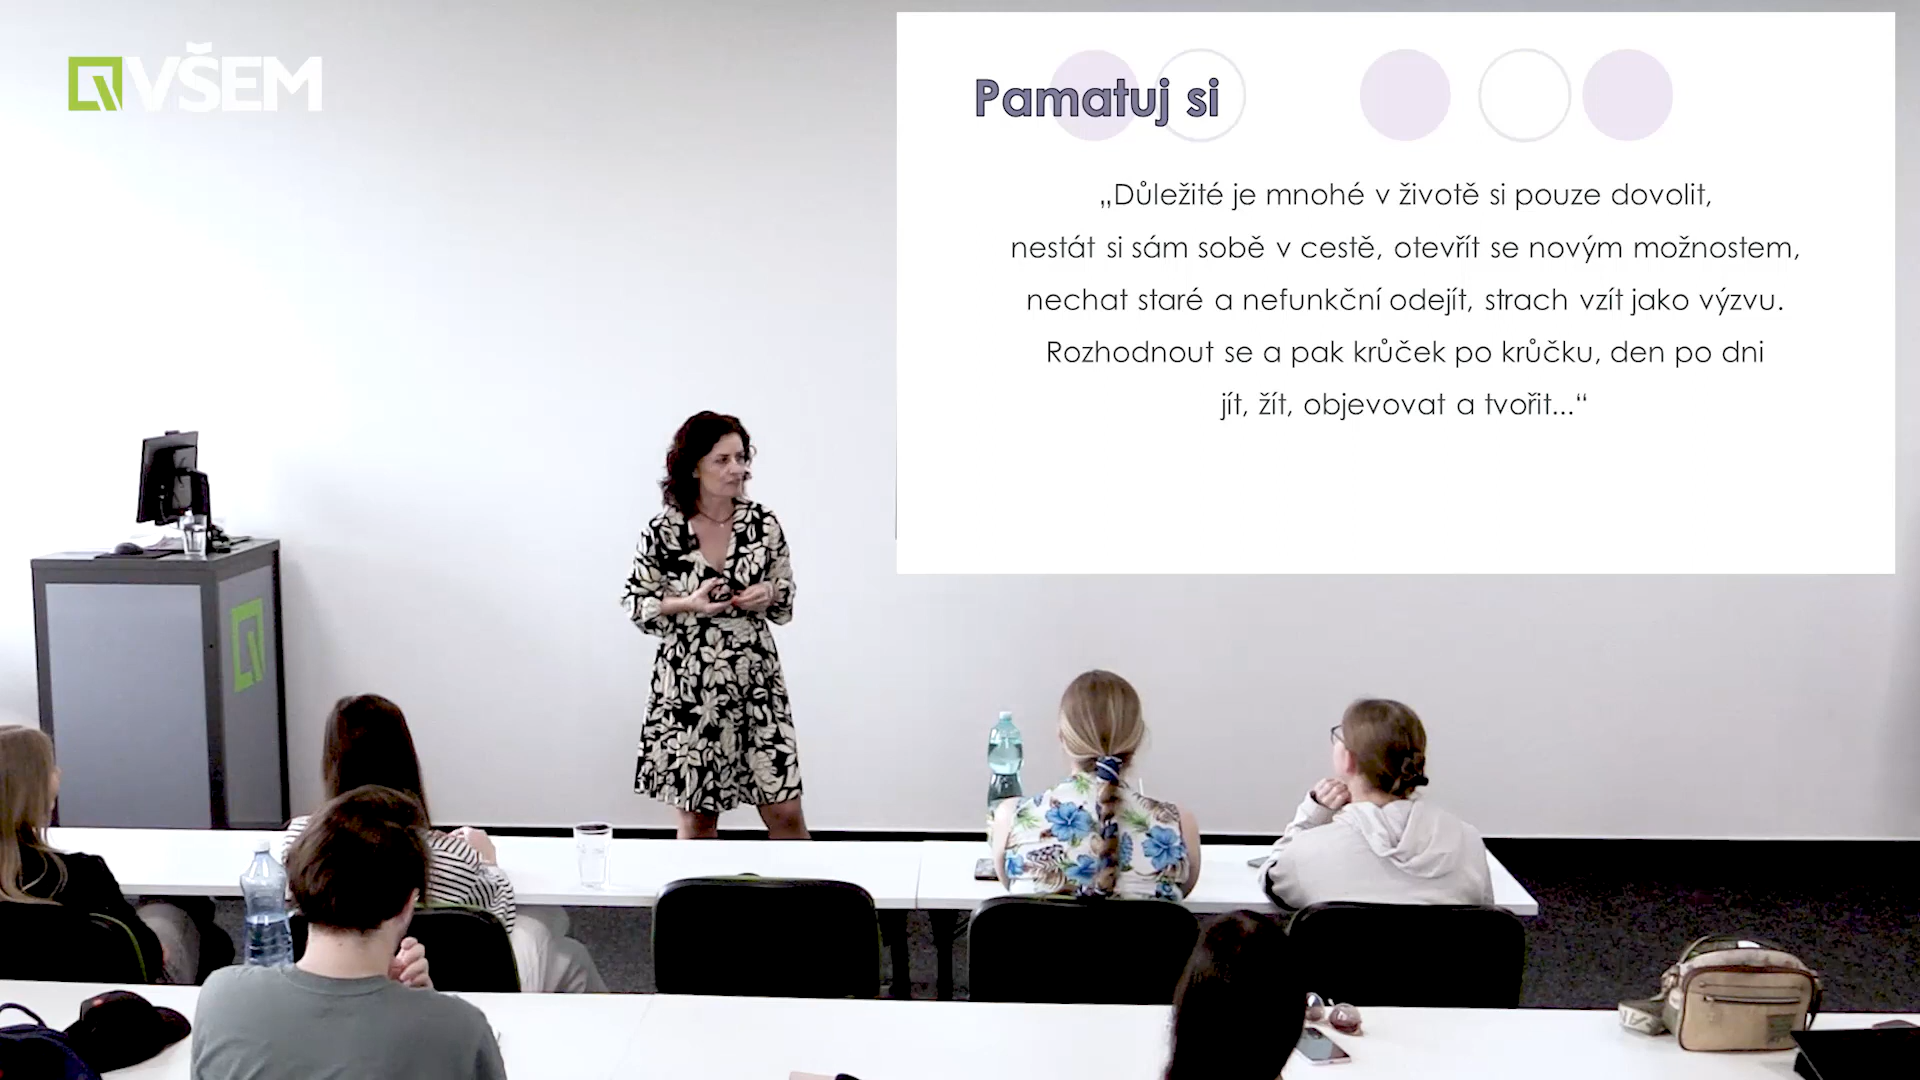 VŠEM
Pamatuj si
„Důležité je mnohé v životě si pouze dovolit,
nestát si sám sobě v cestě, otevřít se novým možnostem,
nechat staré a nefunkční odejít, strach vzít jako výzvu.
Rozhodnout se a pak krůček po krůčku, den po dni
jít, žít, objevovat a tvořit...“